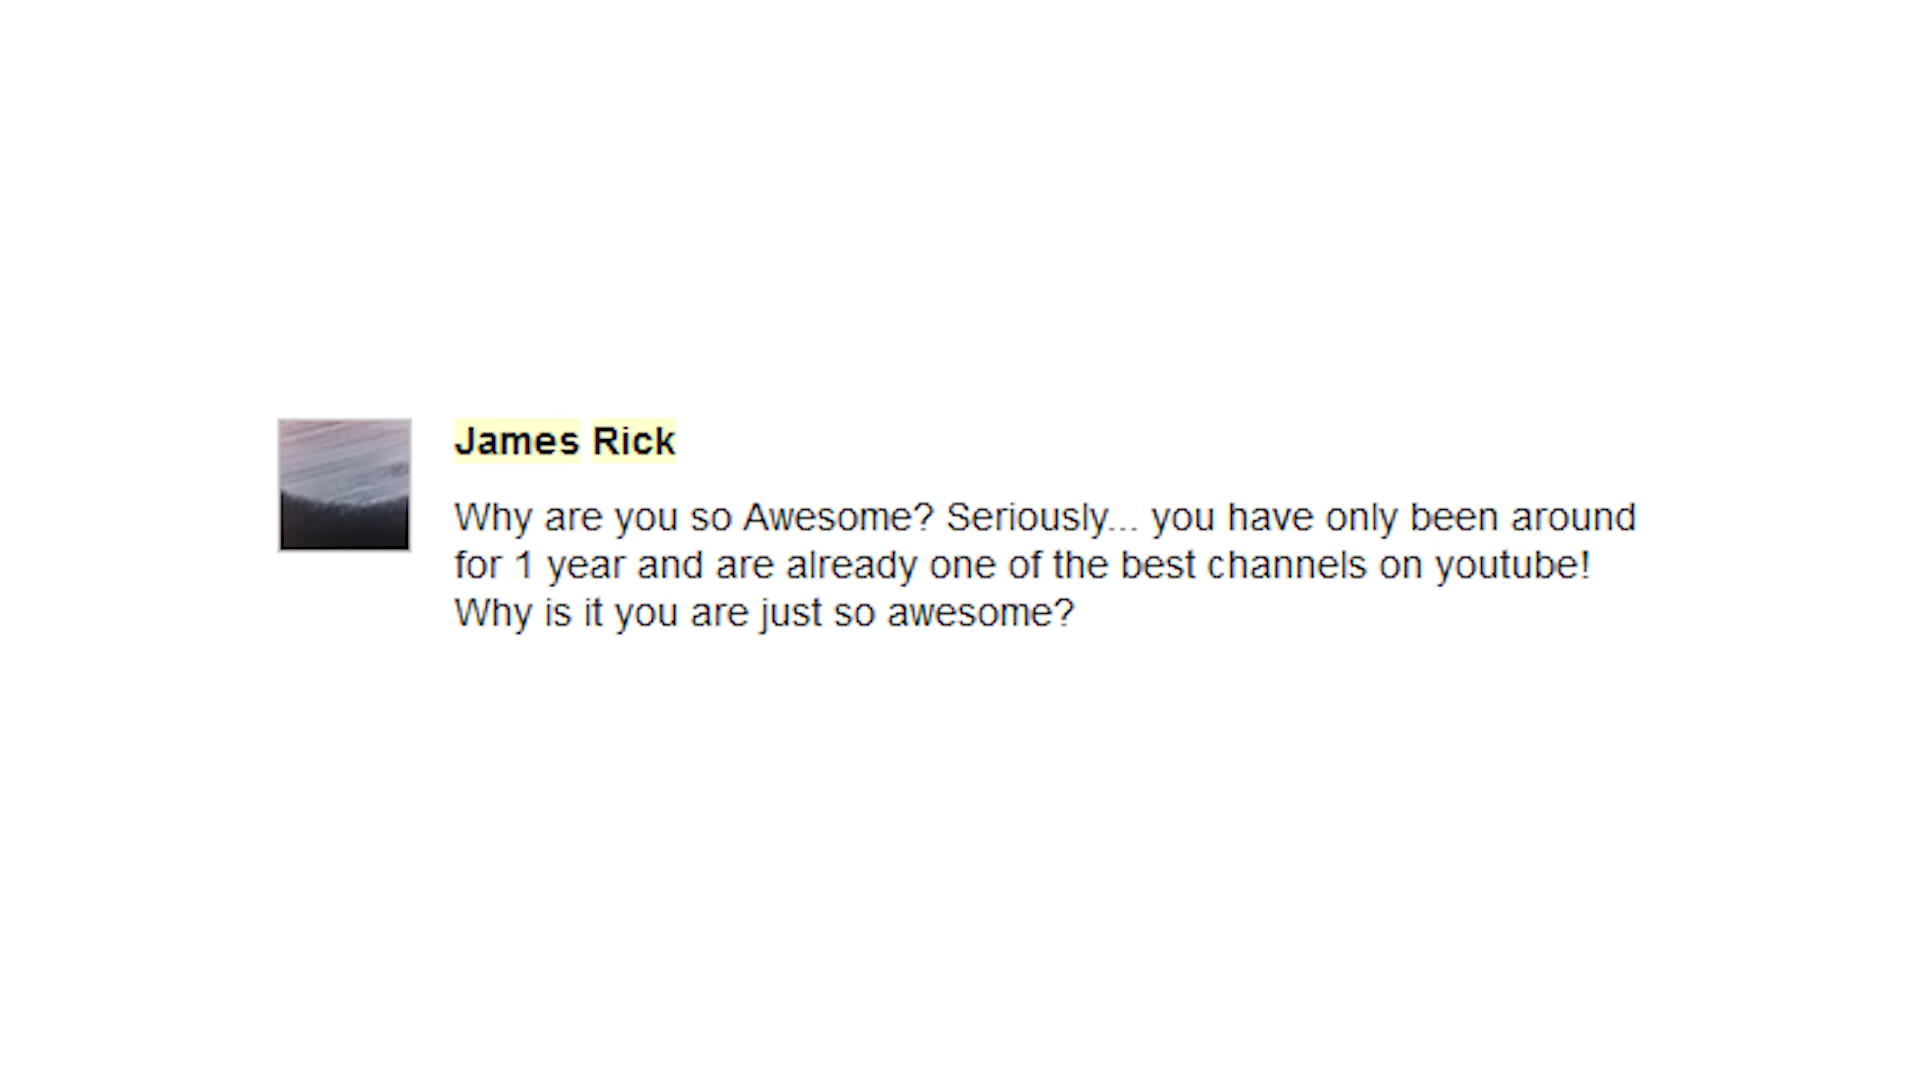 James Rick
Why are you so Awesome? Seriously... you have only been around
for 1 year and are already one of the best channels on youtube!
Why is it you are just so awesome?